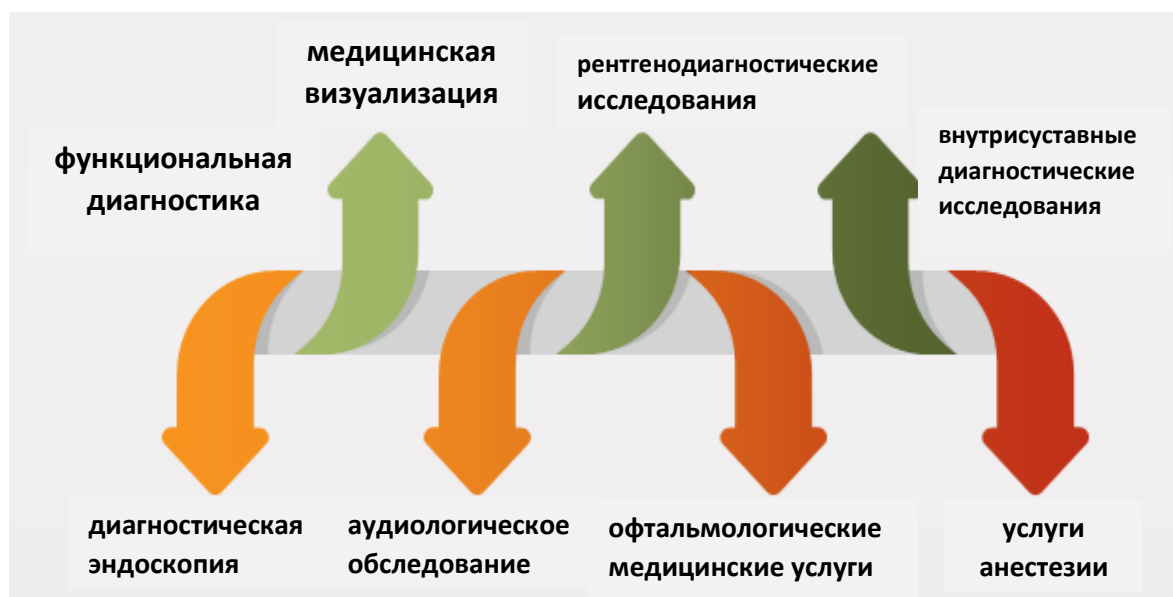 медицинская
визуализация
рентгенодиагностические
исследования
внутрисуставные
диагностические
исследования
функциональная
диагностика
диагностическая
эндоскопия
аудиологическое
обследование
офтальмологические
медицинские услуги
услуги
анестезии